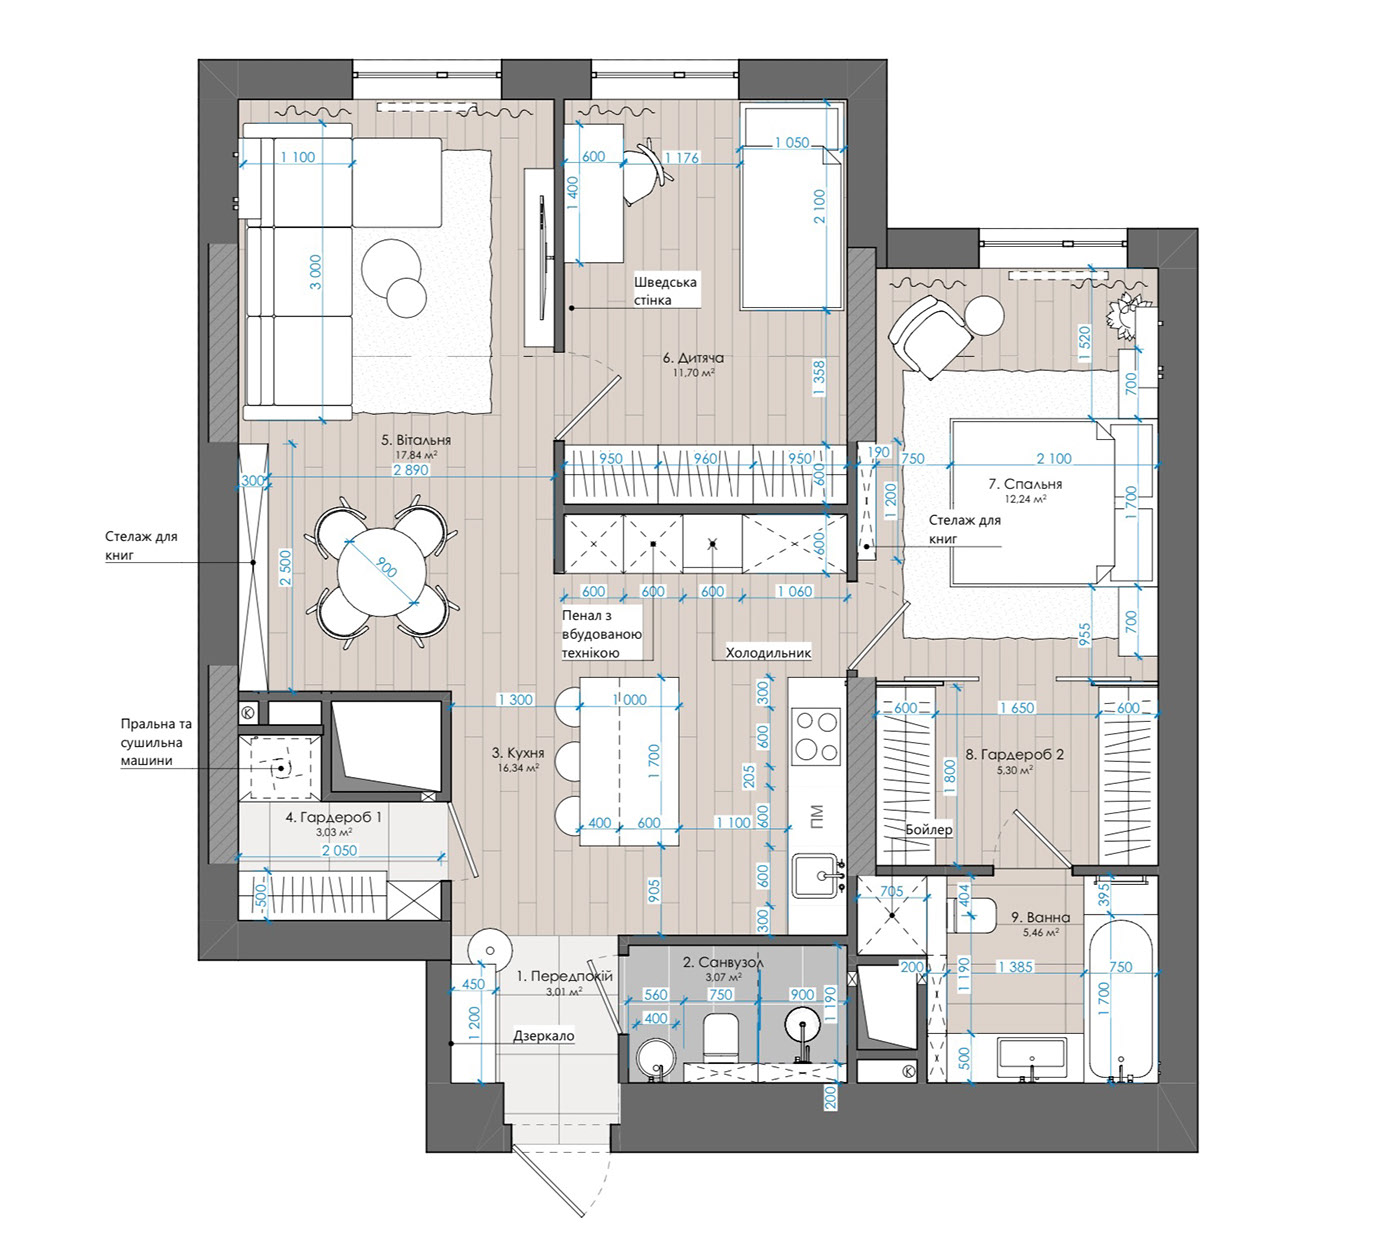 1 100
600
1 176
1 050
1 400
2 100
3 000
Шведська
стінка
1 520
6. Дитяча
11,70 м²
1 358
700
5. Вітальня
17,84 м²
2 890
300
950
960
950
600
190
750
2 100
7. Спальня
12,24 м²
1 700
1 200
Стелаж для
книг
Стелаж для
книг
2 500
900
600
600
600
600
1 060
Пенал з
вбудованою
технікою
Холодильник
955
700
1 300
1 000
300
600
1 650
600
К
Пральна та
сушильна
машини
3. Кухня
16,34 м²
1 700
600
205
8. Гардероб 2
5,30 м²
1 800
4. Гардероб 1
3,03 м²
2 050
400
600
1 100
600
ПМ
Бойлер
500
905
600
300
705
404
395
9. Ванна
5,46 м²
1. Передпокій
3,01 м²
2. Санвузол
3,07 м²
450
1 200
560
750
900
1 190
400
200
1 190
1 385
750
1 700
Дзеркало
500
К
200